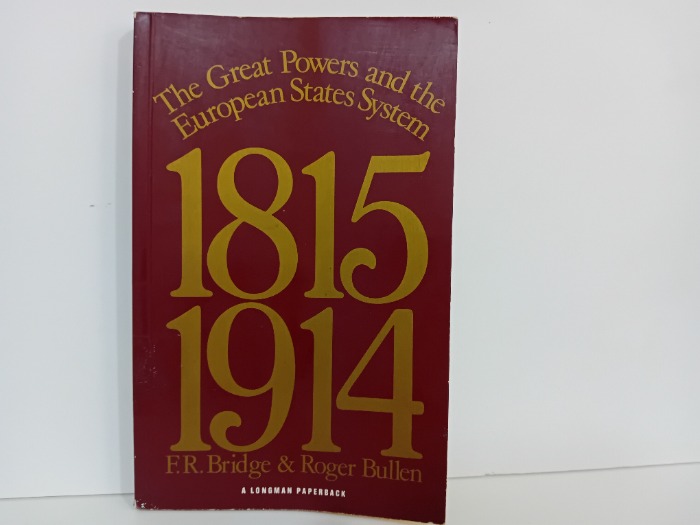 The Great Powers and the
European States System
1815
1914
F.R. Bridge & Roger Bullen
A LONGMAN PAPERBACK